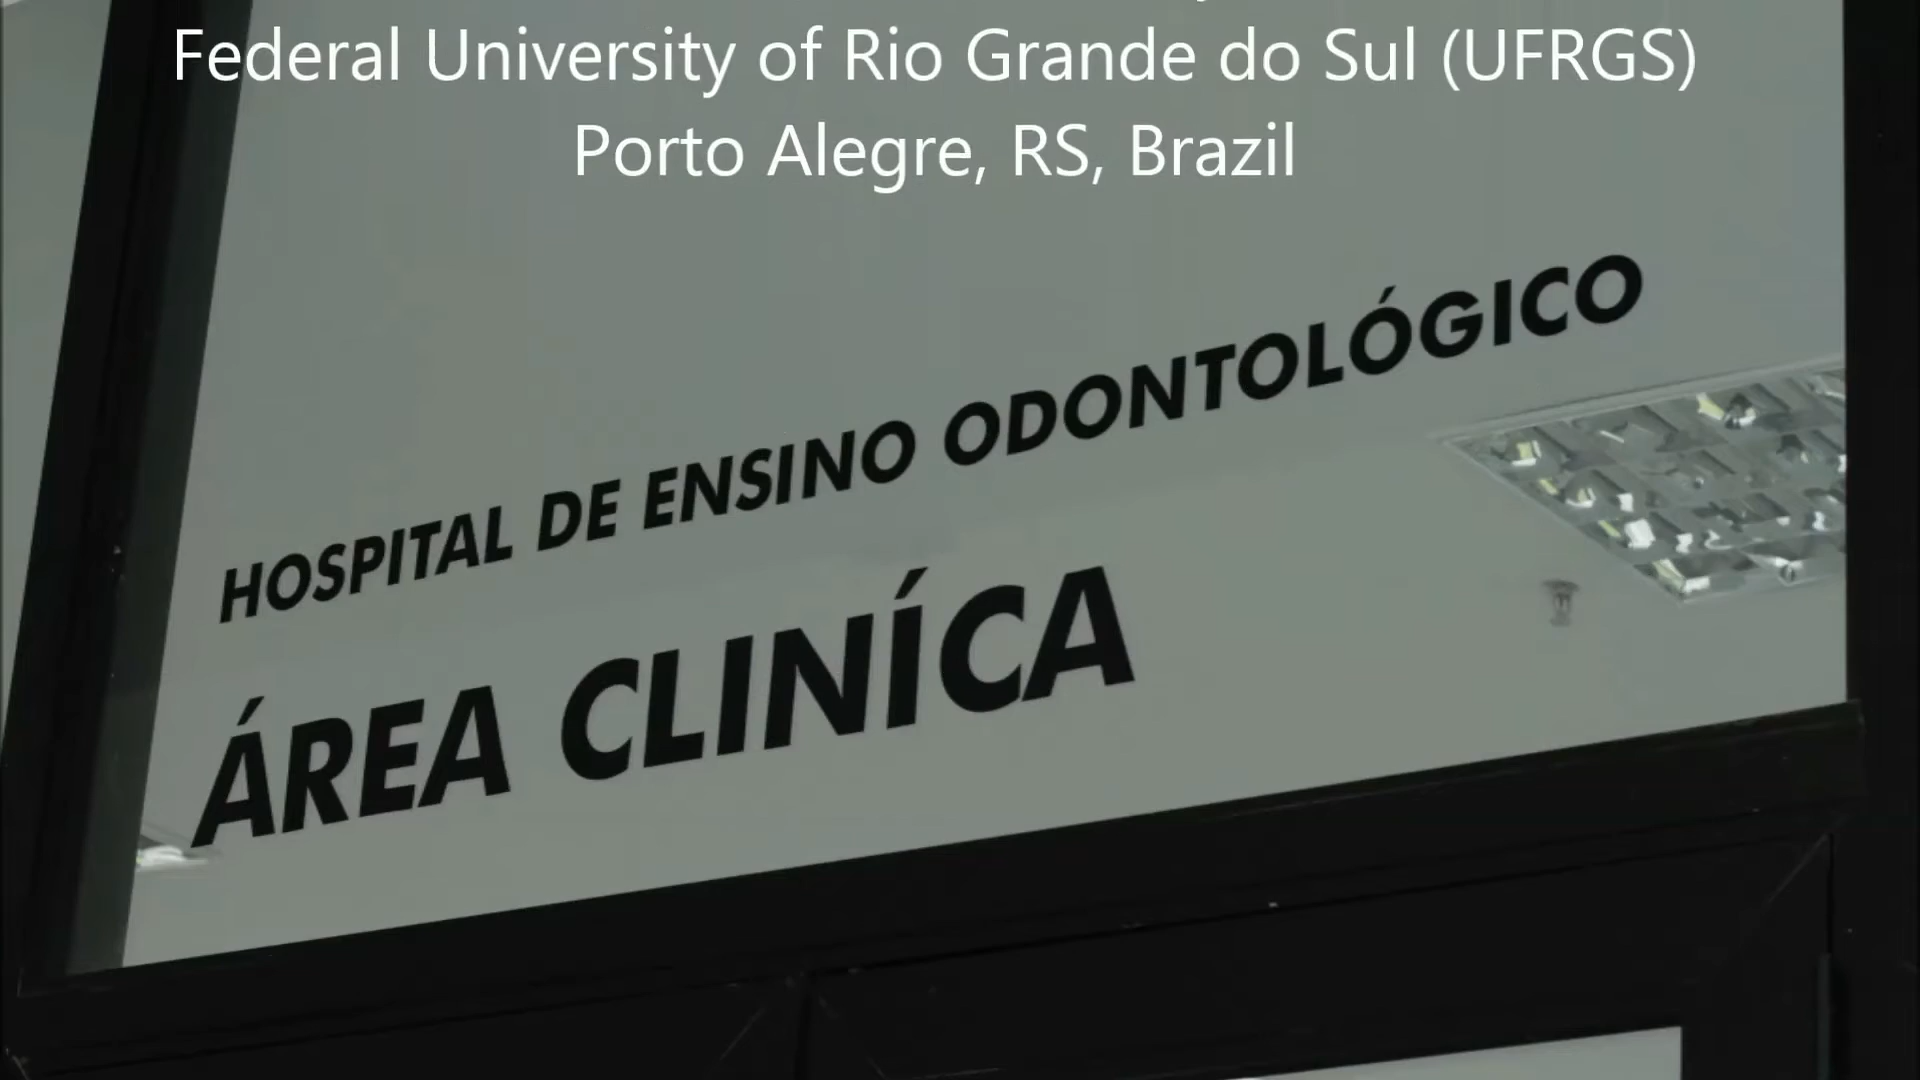 Federal University of Rio Grande do Sul (UFRGS)
Porto Alegre, RS, Brazil
HOSPITAL DE ENSINO ODONTOLÓGICO
ÁREA CLINÍCA